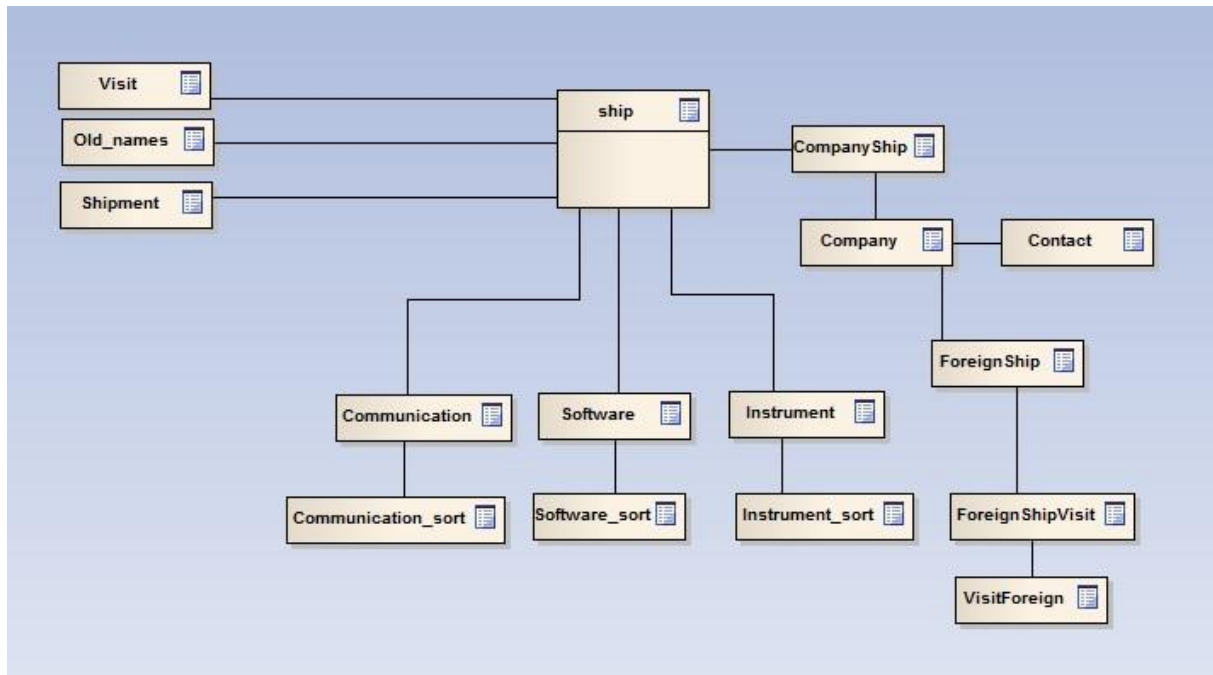 Visit
ship
Old_names
CompanyShip
Shipment
Company
Contact
ForeignShip
Communication
Software
Instrument
Communication_sort
Software_sort
Instrument_sort
ForeignShipVisit
VisitForeign